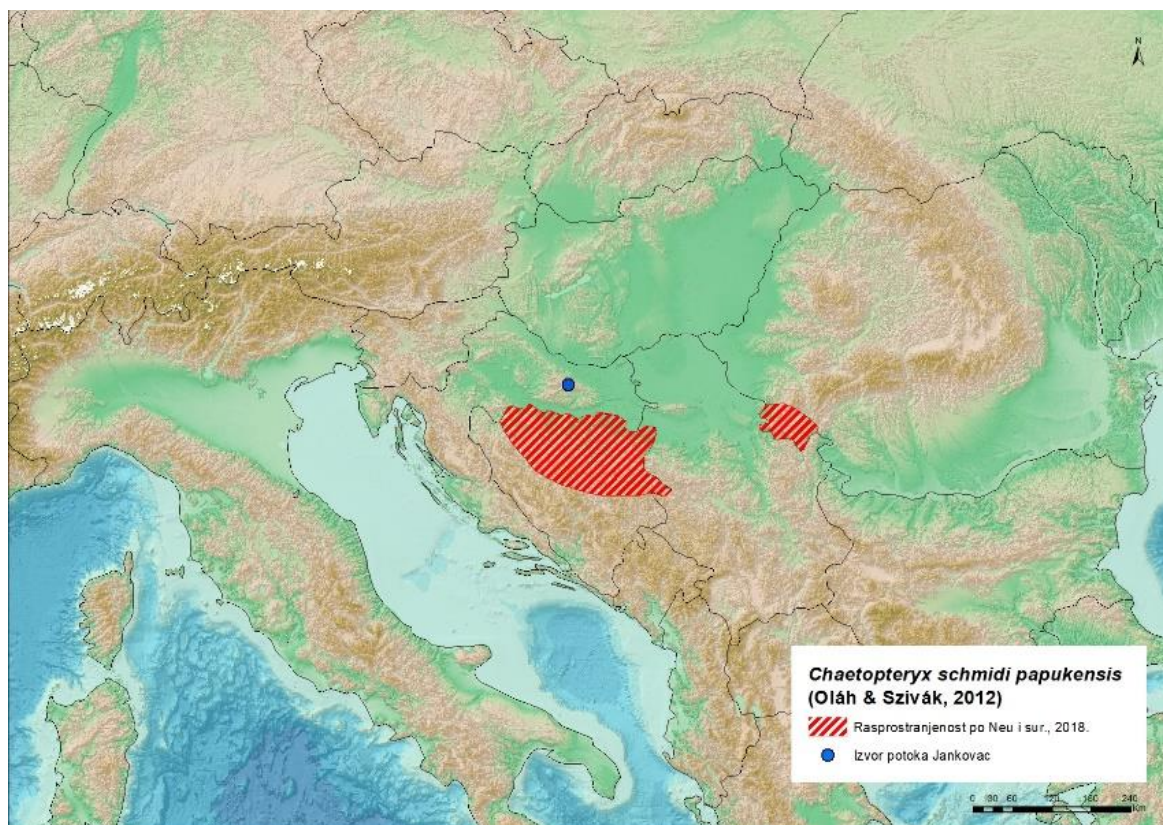 N
Chaetopteryx schmidi papukensis
(Oláh & Szivák, 2012)
Rasprostranjenost po Neu i sur., 2018.
Izvor potoka Jankovac
0 30 60 120 180 240
km